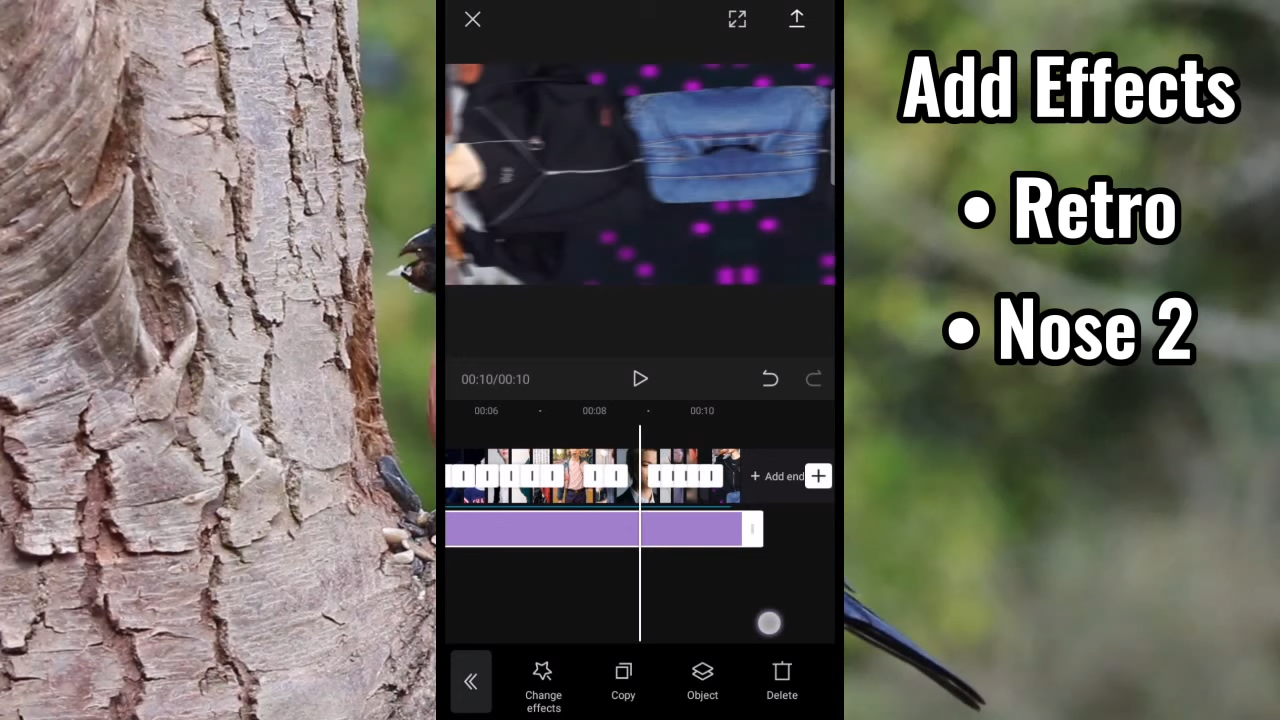 Add Effects
• Retro
• Nose 2
00:10/00:10
00:06
00:08
00:10
+ Add end
Change
effects
Copy
Object
Delete